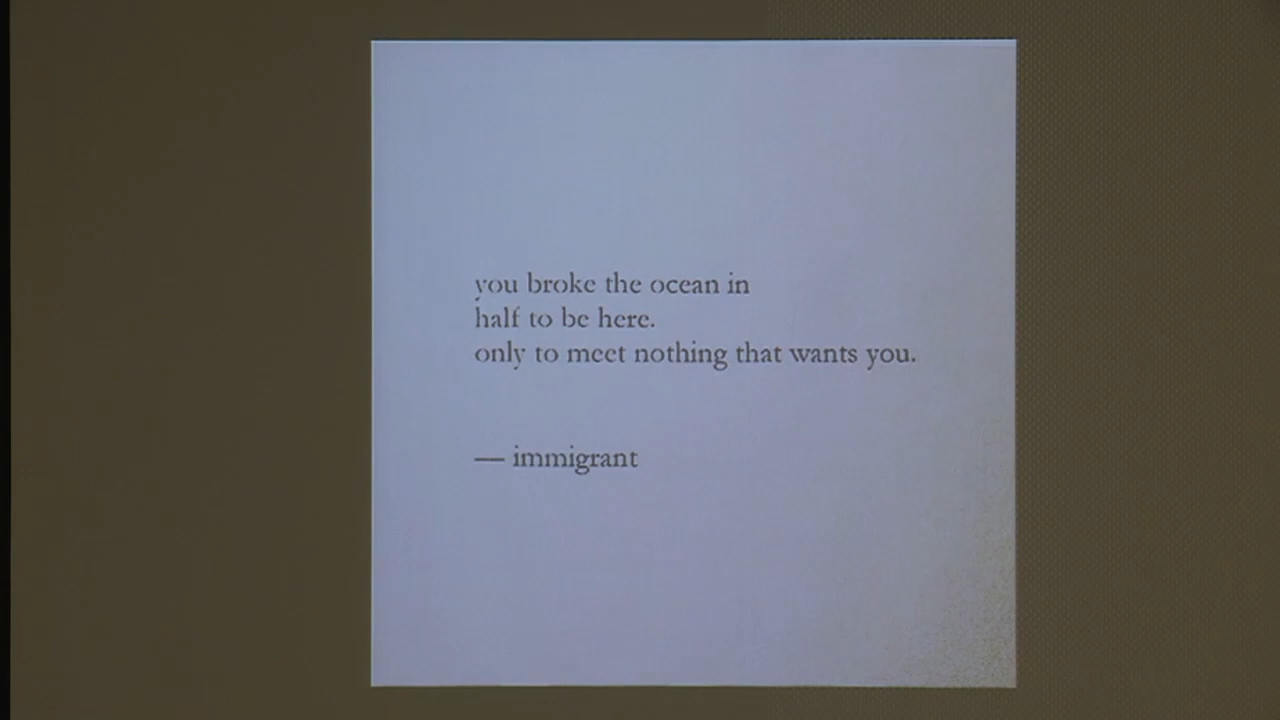 you broke the ocean in
half to be here.
only to meet nothing that wants you.
— immigrant